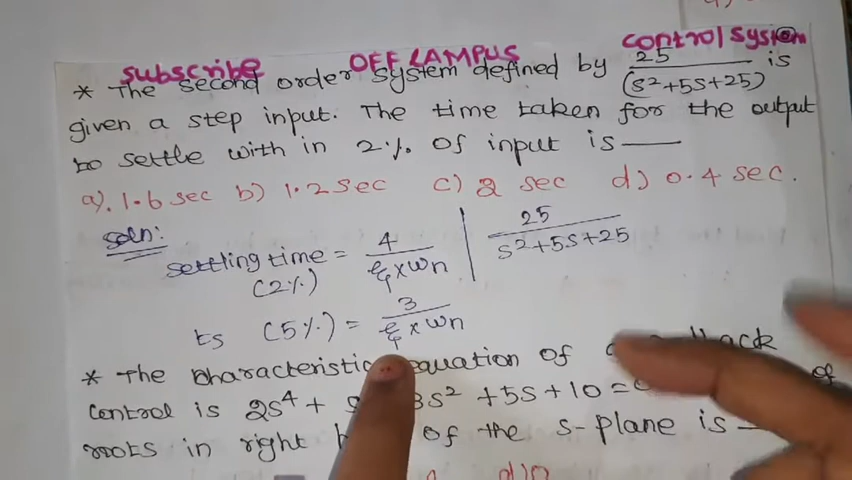 subscribe OFF LAMPUS control system
* The second order system defined by 25 / (s²+5s+25) is
given a step input. The time taken for the output
to settle with in 2% of input is ___
a). 1.6 sec b) 1.2 sec c) 2 sec d) 0.4 sec.
Soln:
settling time = 4 / ξ × ωn | 25 / s²+5s+25
(2%)
ts (5%) = 3 / ξ × ωn
* The characteristic equation of
control is 2s⁴ + 3s² + 5s + 10 = 0 of
roots in right of the s-plane is